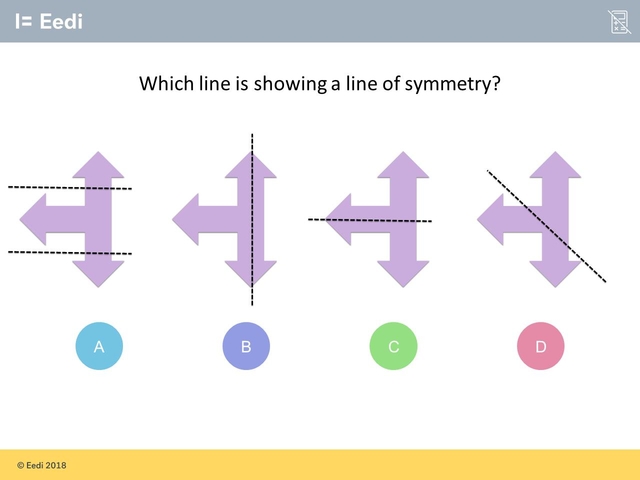 I= Eedi
Which line is showing a line of symmetry?
A
B
C
D
© Eedi 2018